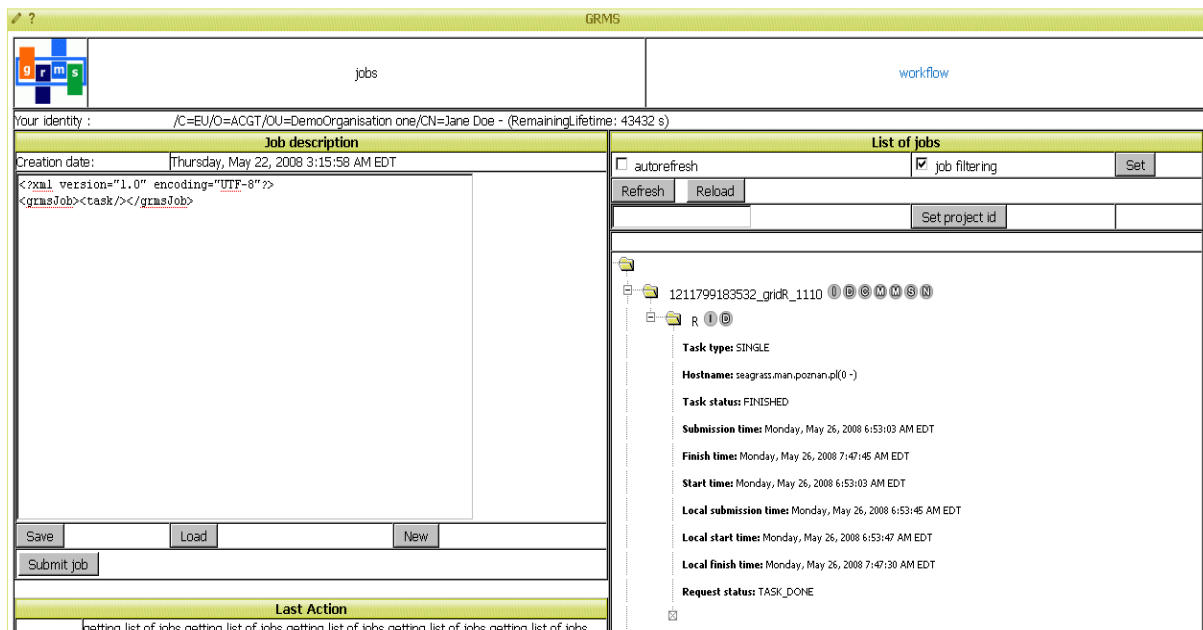 ?
GRMS
g r m s
jobs
workflow
Your identity :
/C=EU/O=ACGT/OU=DemoOrganisation one/CN=Jane Doe - (RemainingLifetime: 43432 s)
Job description
Creation date:
Thursday, May 22, 2008 3:15:58 AM EDT
<?xml version="1.0" encoding="UTF-8"?>
<grmsJob><task/></grmsJob>
Save
Load
New
Submit job
Last Action
getting list of jobs getting list of jobs getting list of jobs getting list of jobs getting list of jobs
List of jobs
autorefresh
job filtering
Set
Refresh
Reload
Set project id
1211799183532_gridR_1110 I D C M M S N
R I D
Task type: SINGLE
Hostname: seagrass.man.poznan.pl(0 -)
Task status: FINISHED
Submission time: Monday, May 26, 2008 6:53:03 AM EDT
Finish time: Monday, May 26, 2008 7:47:45 AM EDT
Start time: Monday, May 26, 2008 6:53:03 AM EDT
Local submission time: Monday, May 26, 2008 6:53:45 AM EDT
Local start time: Monday, May 26, 2008 6:53:47 AM EDT
Local finish time: Monday, May 26, 2008 7:47:30 AM EDT
Request status: TASK_DONE